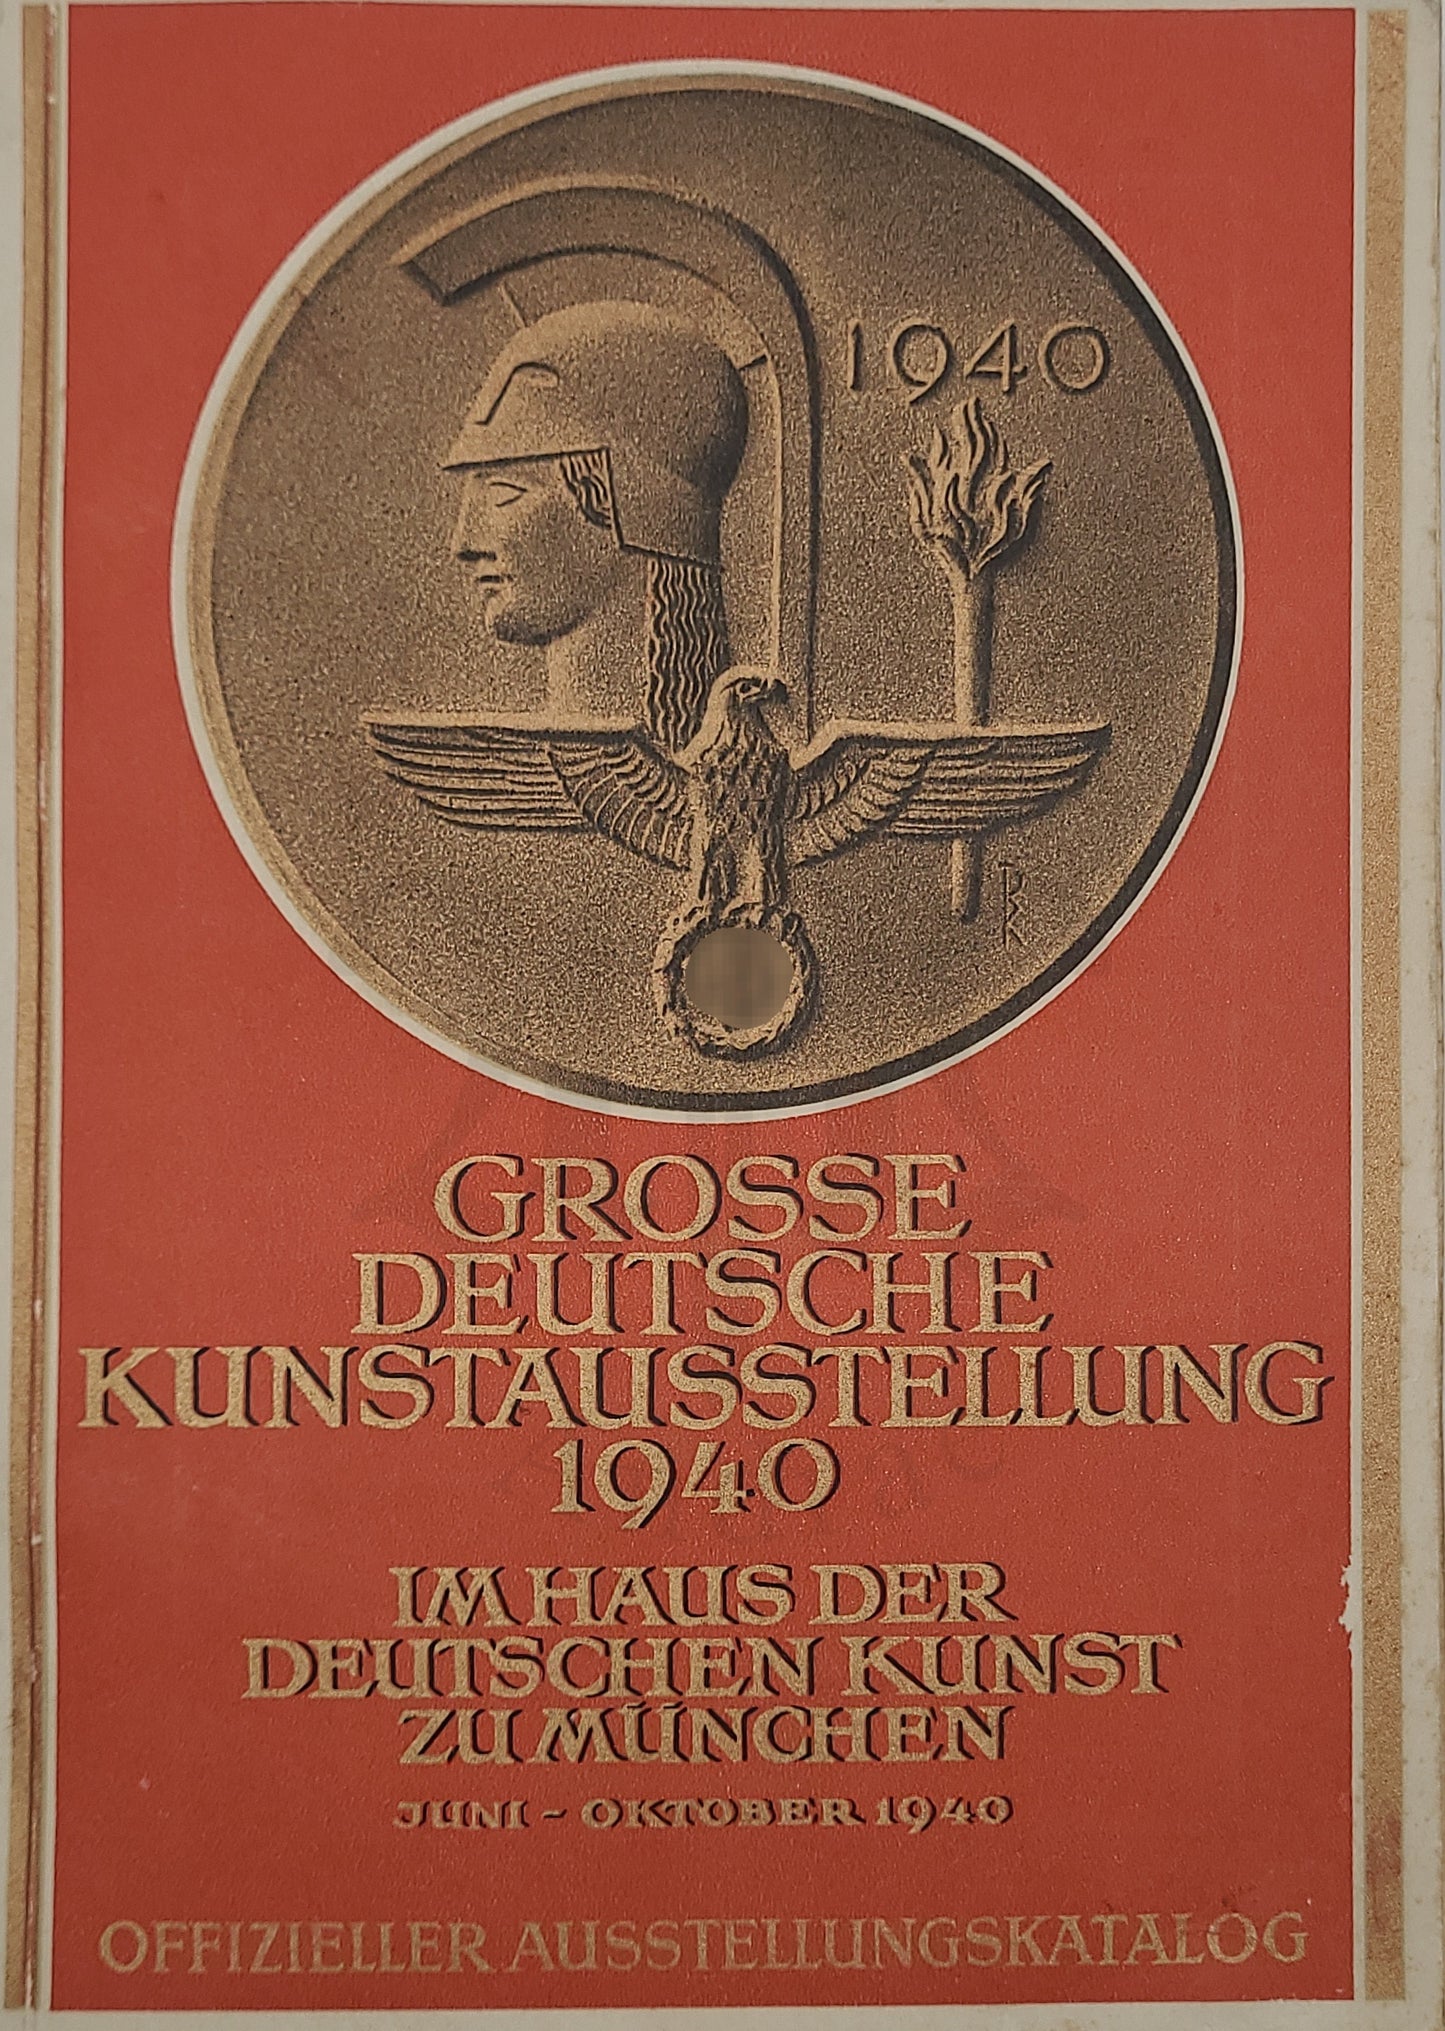 1940
GROSSE
DEUTSCHE
KUNSTAUSSTELLUNG
1940
IM HAUS DER
DEUTSCHEN KUNST
ZU MÜNCHEN
JUNI - OKTOBER 1940
OFFIZIELLER AUSSTELLUNGSKATALOG